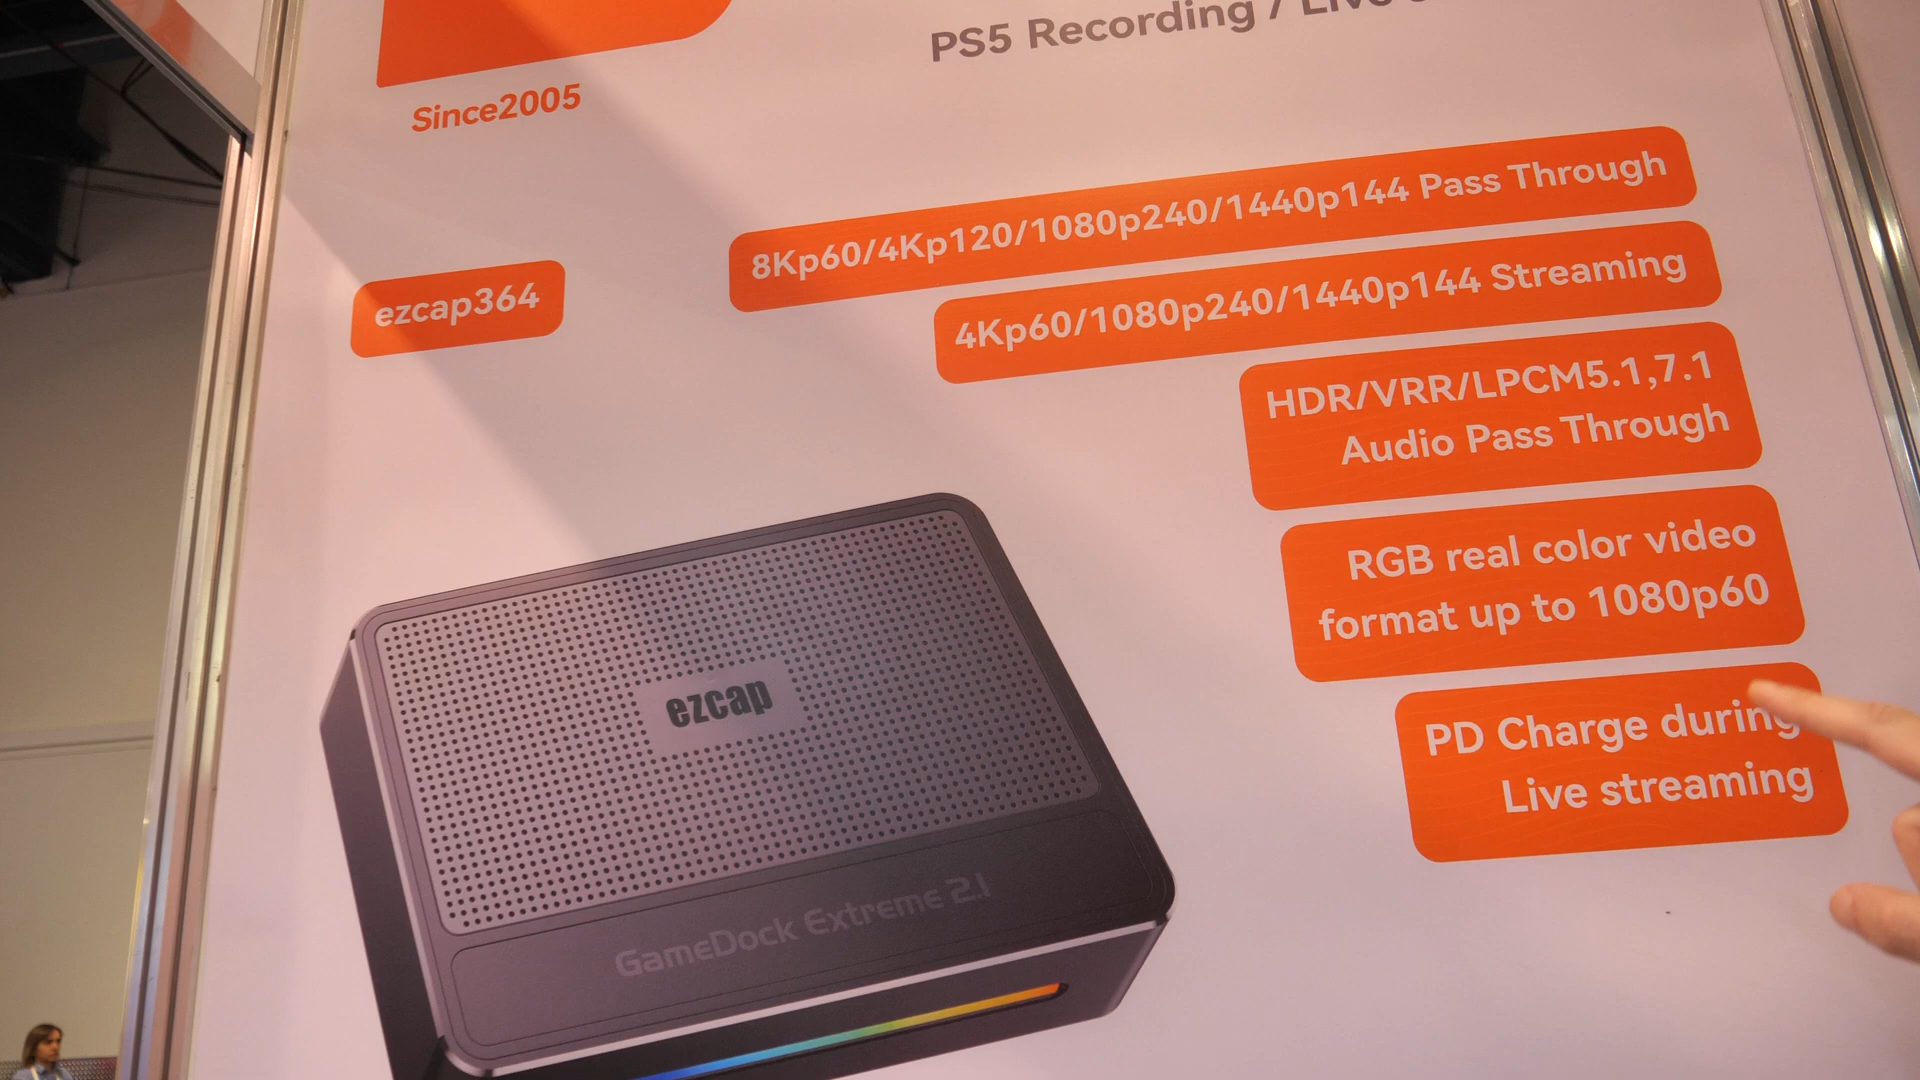 PS5 Recording / Live
Since2005
8Kp60/4Kp120/1080p240/1440p144 Pass Through
4Kp60/1080p240/1440p144 Streaming
ezcap364
HDR/VRR/LPCM5.1,7.1
Audio Pass Through
RGB real color video
format up to 1080p60
PD Charge during
Live streaming
ezcap
GameDock Extreme 2.1